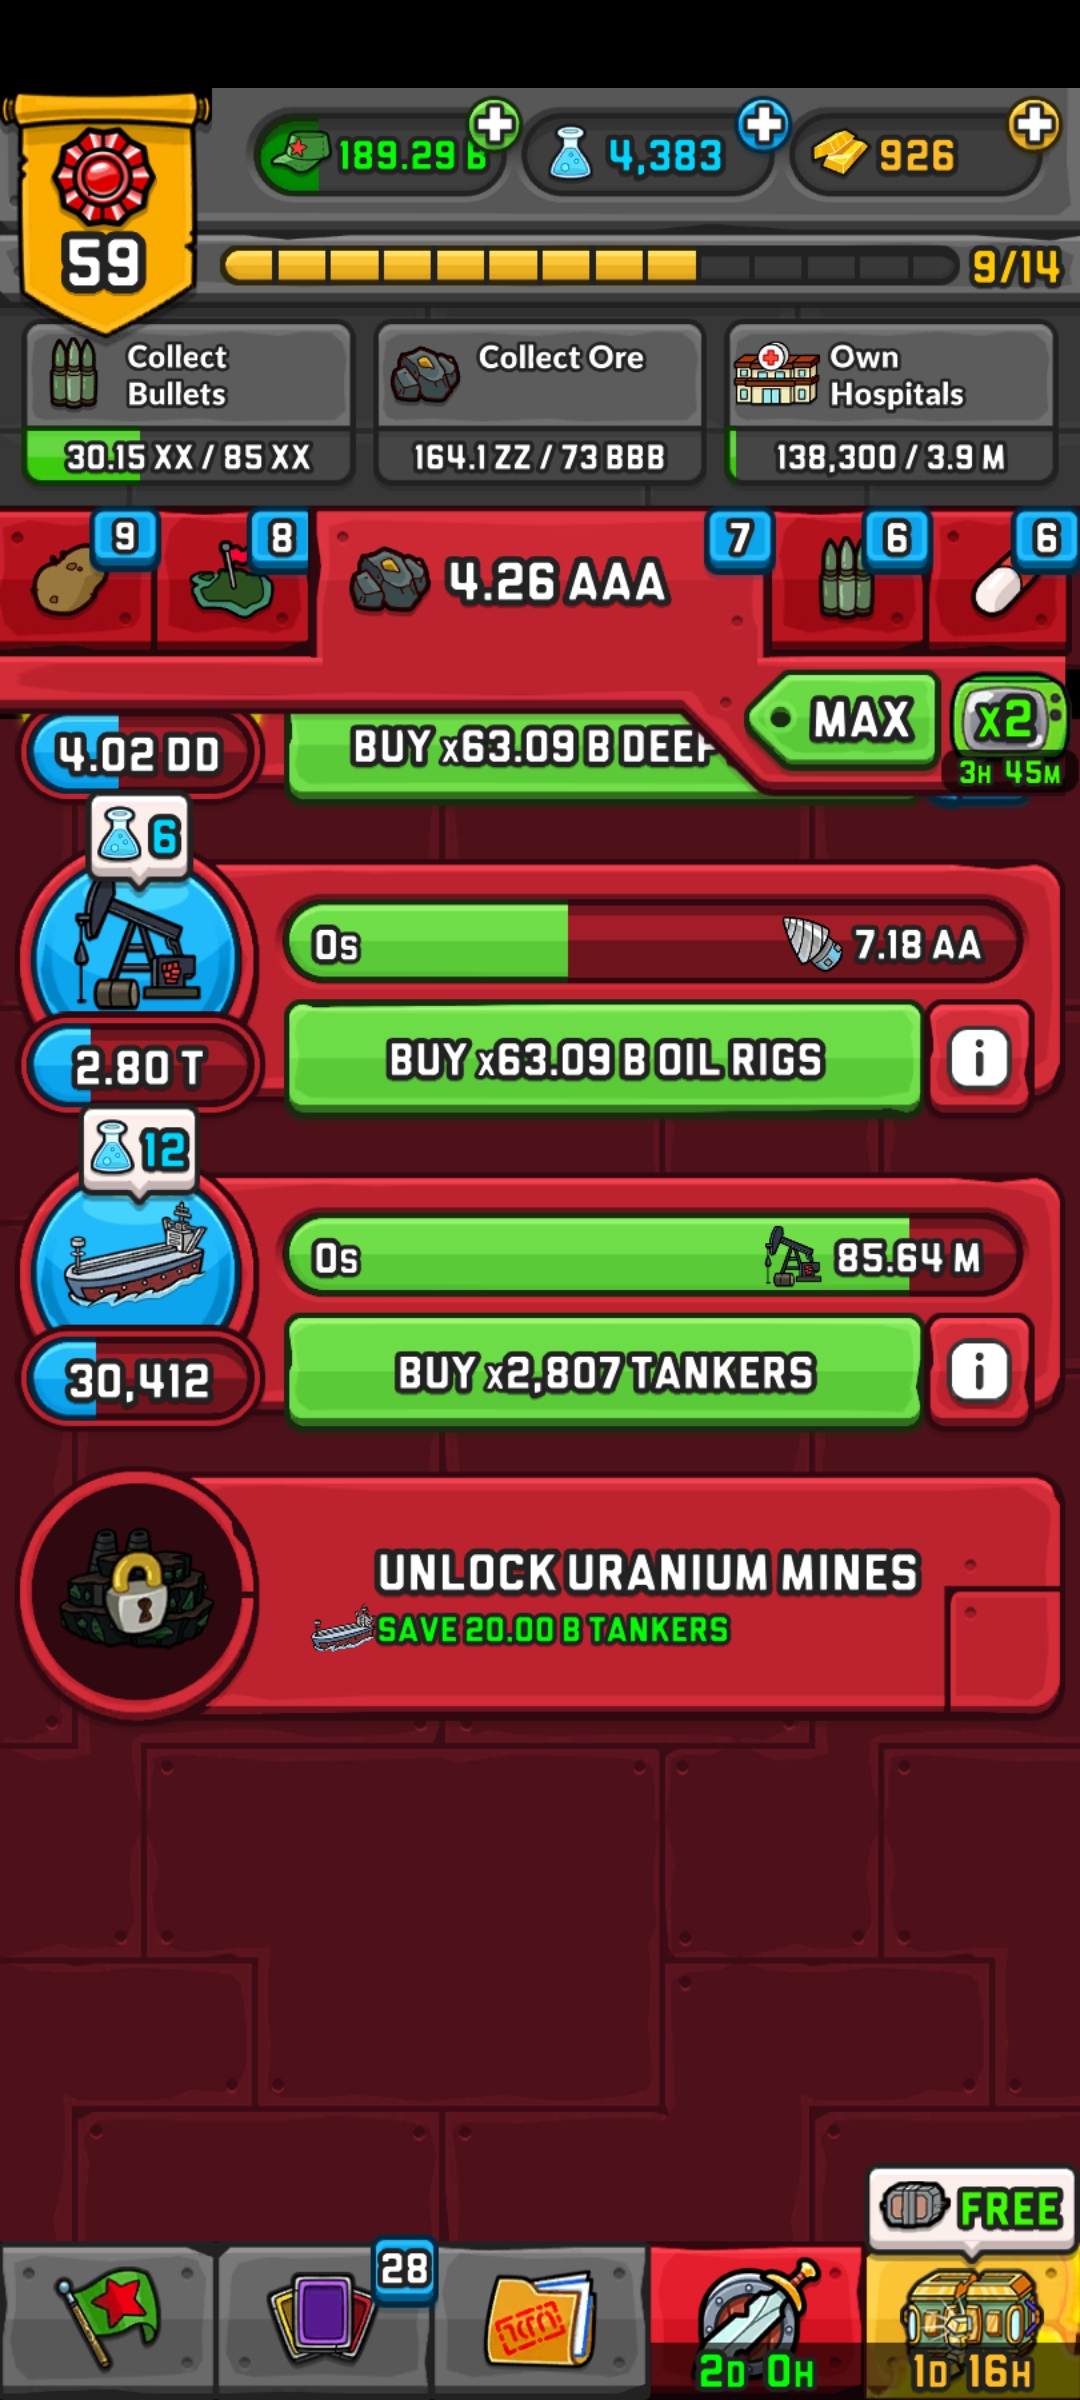 59
189.29 B
4,383
926
9/14
Collect
Bullets
30.15 XX / 85 XX
Collect Ore
164.1 ZZ / 73 BBB
Own
Hospitals
138,300 / 3.9 M
9
8
4.26 AAA
7
6
6
MAX
x2
3H 45M
4.02 DD
BUY x63.09 B DEEP
6
0s
7.18 AA
2.80 T
BUY x63.09 B OIL RIGS
i
12
0s
85.64 M
30,412
BUY x2,807 TANKERS
i
UNLOCK URANIUM MINES
SAVE 20.00 B TANKERS
FREE
28
2D 0H
1D 16H